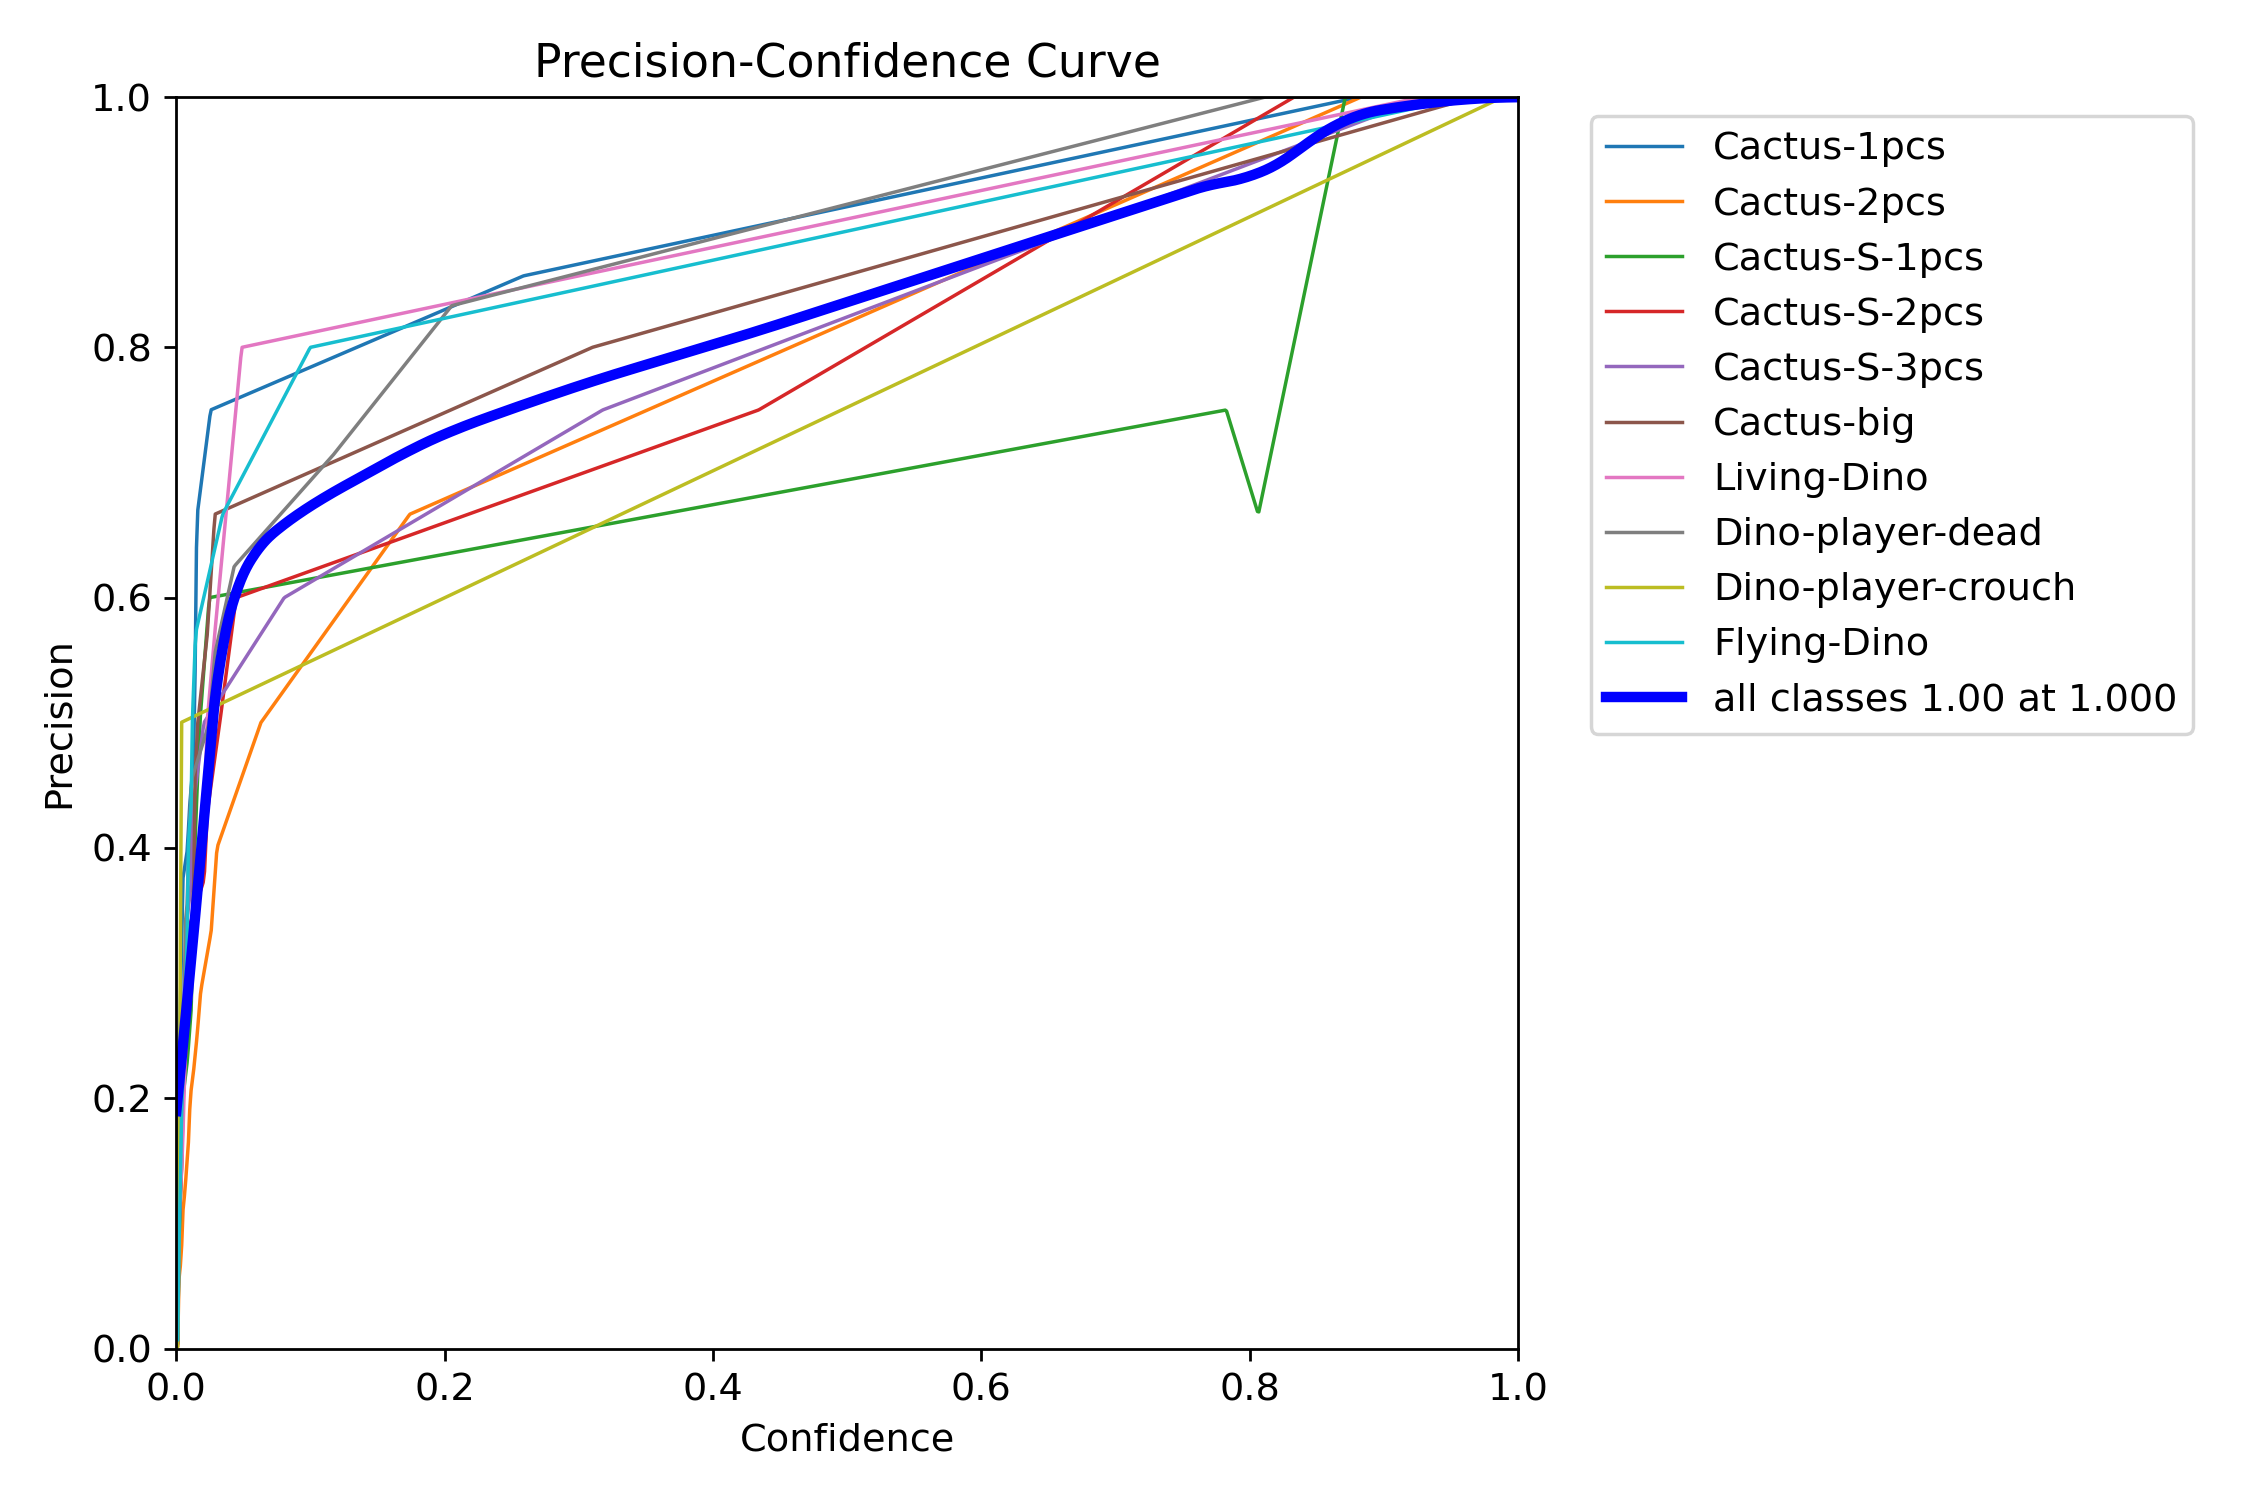 Precision-Confidence Curve
1.0
0.8
0.6
0.4
0.2
0.0
Precision
0.0 0.2 0.4 0.6 0.8 1.0
Confidence
Cactus-1pcs
Cactus-2pcs
Cactus-S-1pcs
Cactus-S-2pcs
Cactus-S-3pcs
Cactus-big
Living-Dino
Dino-player-dead
Dino-player-crouch
Flying-Dino
all classes 1.00 at 1.000